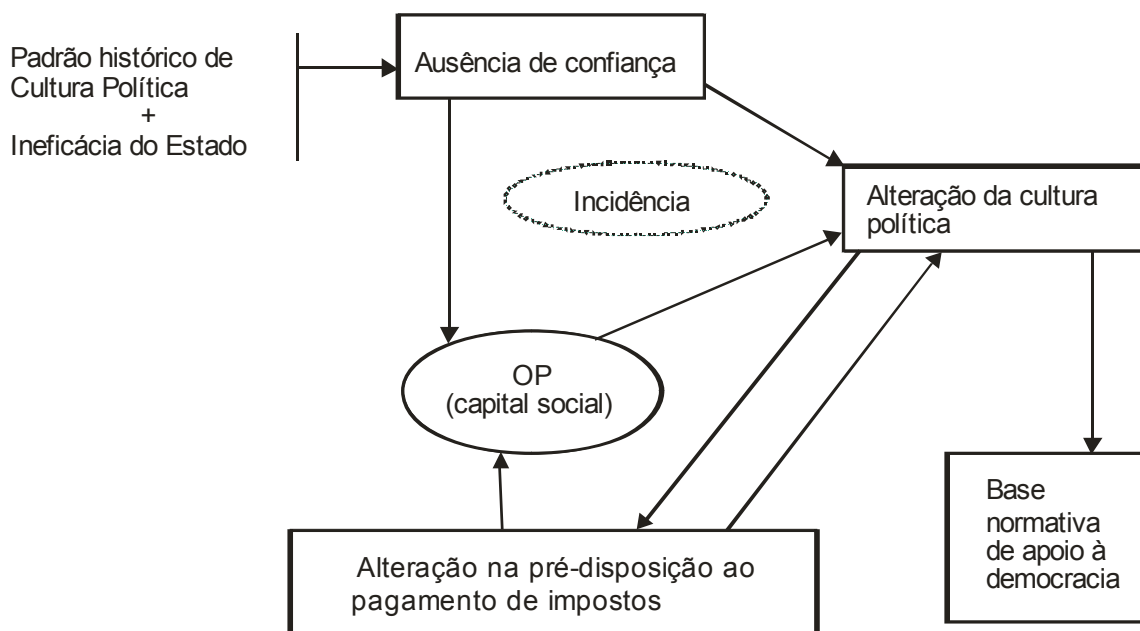 Padrão histórico de
Cultura Política
+
Ineficácia do Estado
Ausência de confiança
Incidência
Alteração da cultura
política
OP
(capital social)
Base
normativa
de apoio à
democracia
Alteração na pré-disposição ao
pagamento de impostos